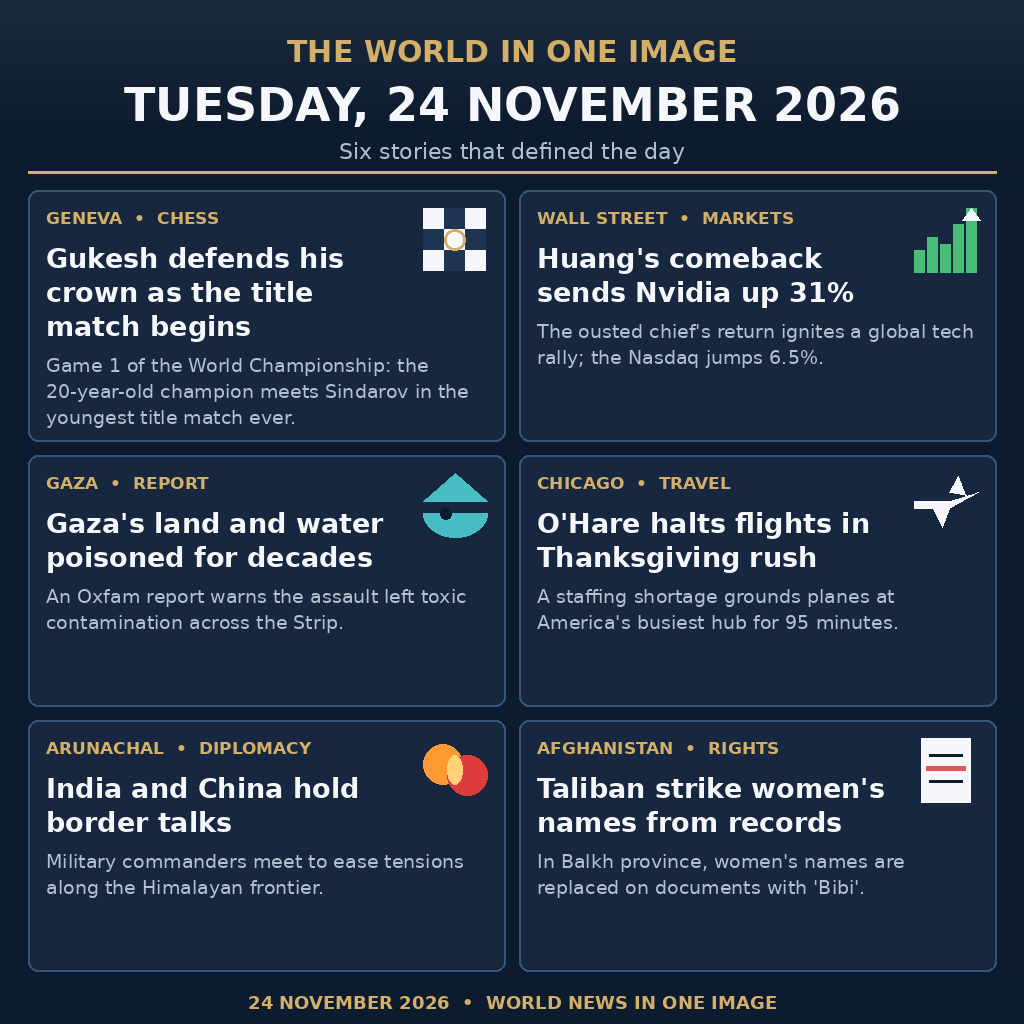 THE WORLD IN ONE IMAGE
TUESDAY, 24 NOVEMBER 2026
Six stories that defined the day
GENEVA • CHESS
Gukesh defends his
crown as the title
match begins
Game 1 of the World Championship: the
20-year-old champion meets Sindarov in the
youngest title match ever.
WALL STREET • MARKETS
Huang's comeback
sends Nvidia up 31%
The ousted chief's return ignites a global tech
rally; the Nasdaq jumps 6.5%.
GAZA • REPORT
Gaza's land and water
poisoned for decades
An Oxfam report warns the assault left toxic
contamination across the Strip.
CHICAGO • TRAVEL
O'Hare halts flights in
Thanksgiving rush
A staffing shortage grounds planes at
America's busiest hub for 95 minutes.
ARUNACHAL • DIPLOMACY
India and China hold
border talks
Military commanders meet to ease tensions
along the Himalayan frontier.
AFGHANISTAN • RIGHTS
Taliban strike women's
names from records
In Balkh province, women's names are
replaced on documents with 'Bibi'.
24 NOVEMBER 2026 • WORLD NEWS IN ONE IMAGE